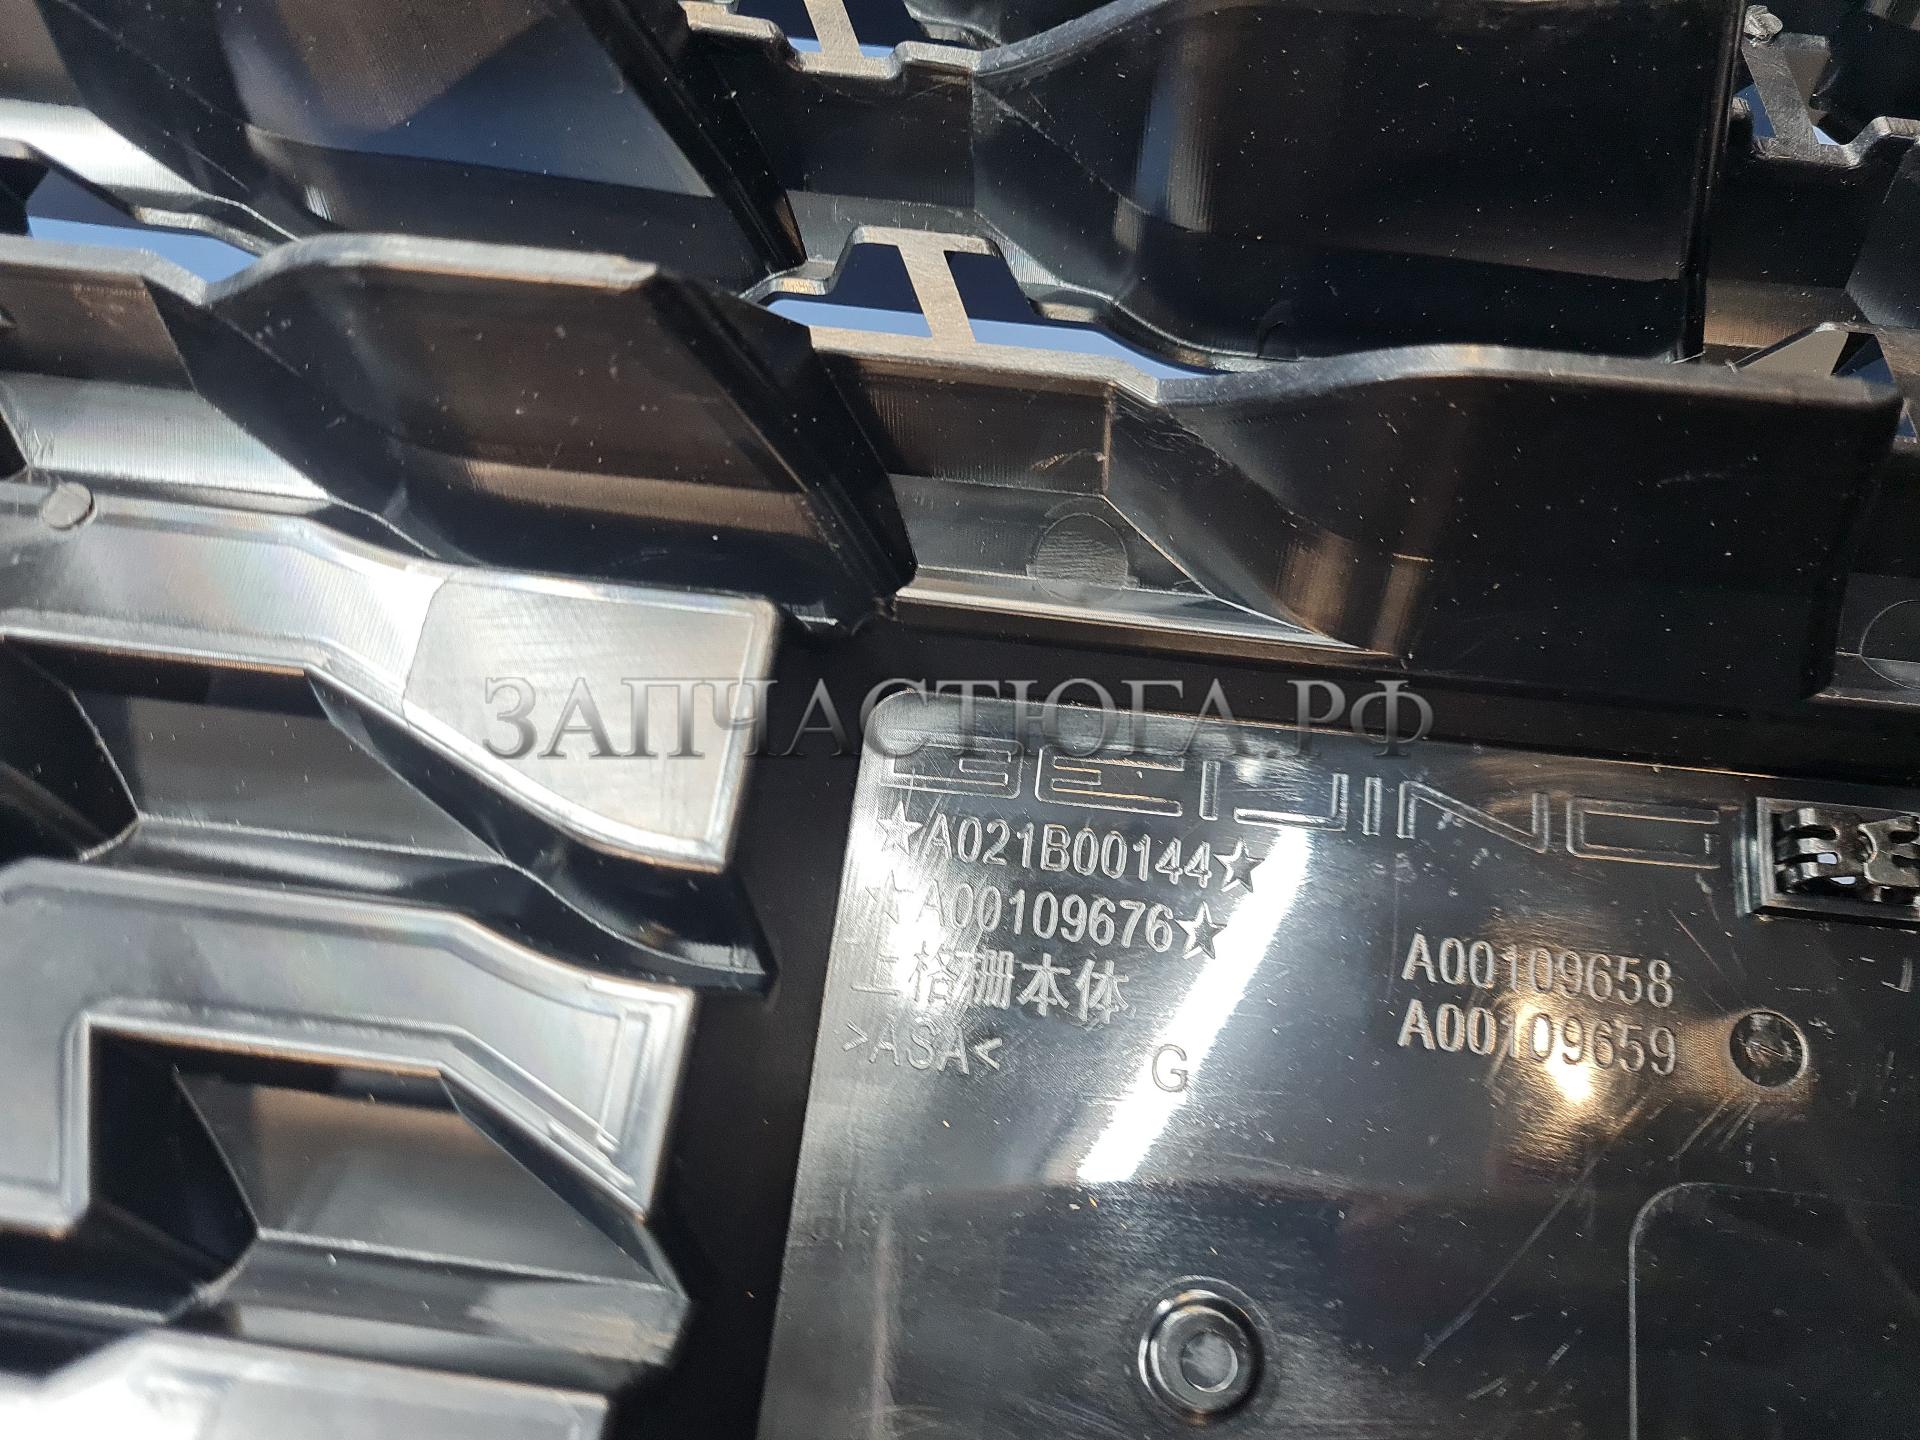 ЗАПЧАСТЮГА.РФ
BEIJING
☆A021B00144☆
☆A00109676☆
上格栅本体
>ASA<
G
A00109658
A00109659